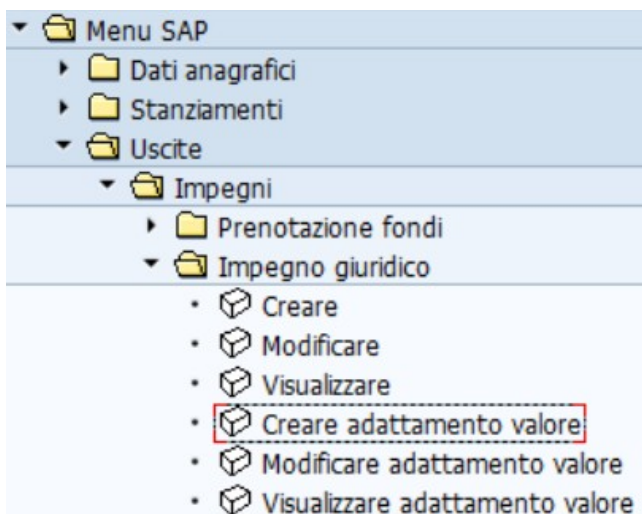 Menu SAP
Dati anagrafici
Stanziamenti
Uscite
Impegni
Prenotazione fondi
Impegno giuridico
Creare
Modificare
Visualizzare
Creare adattamento valore
Modificare adattamento valore
Visualizzare adattamento valore